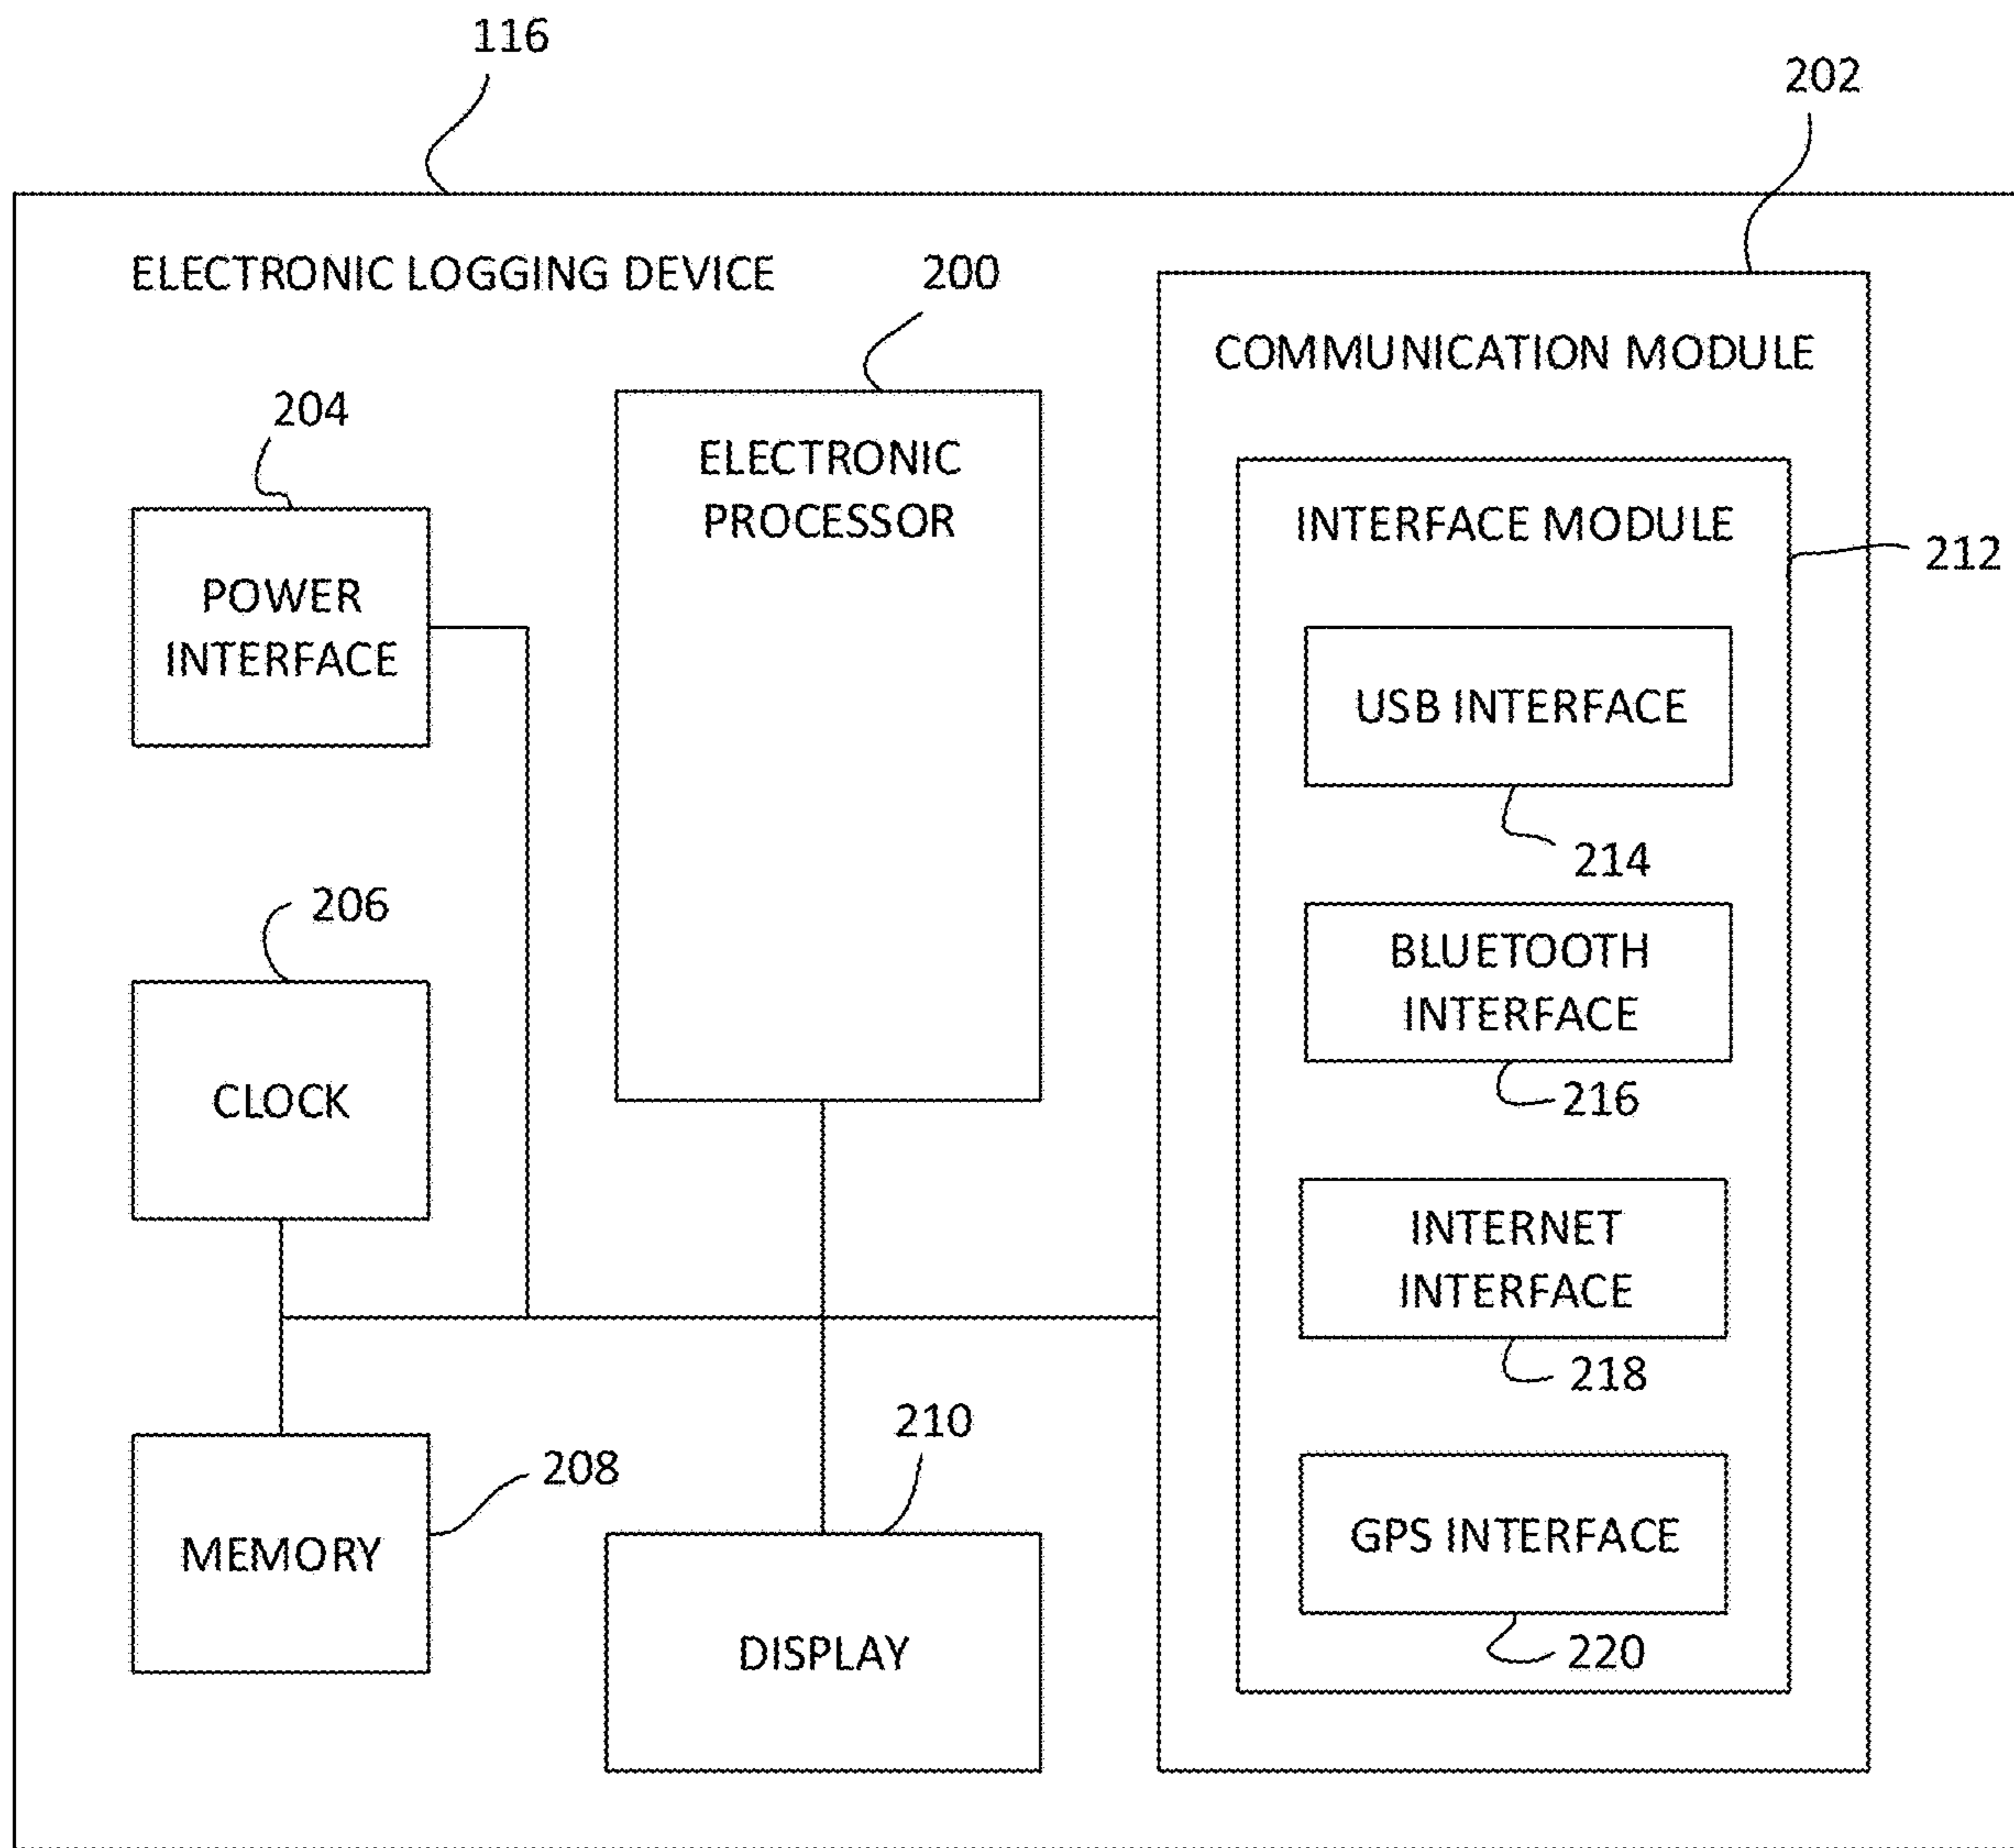 116
202
ELECTRONIC LOGGING DEVICE
200
COMMUNICATION MODULE
204
ELECTRONIC
PROCESSOR
INTERFACE MODULE
212
POWER
INTERFACE
USB INTERFACE
214
206
BLUETOOTH
INTERFACE
216
CLOCK
INTERNET
INTERFACE
218
210
208
MEMORY
GPS INTERFACE
220
DISPLAY